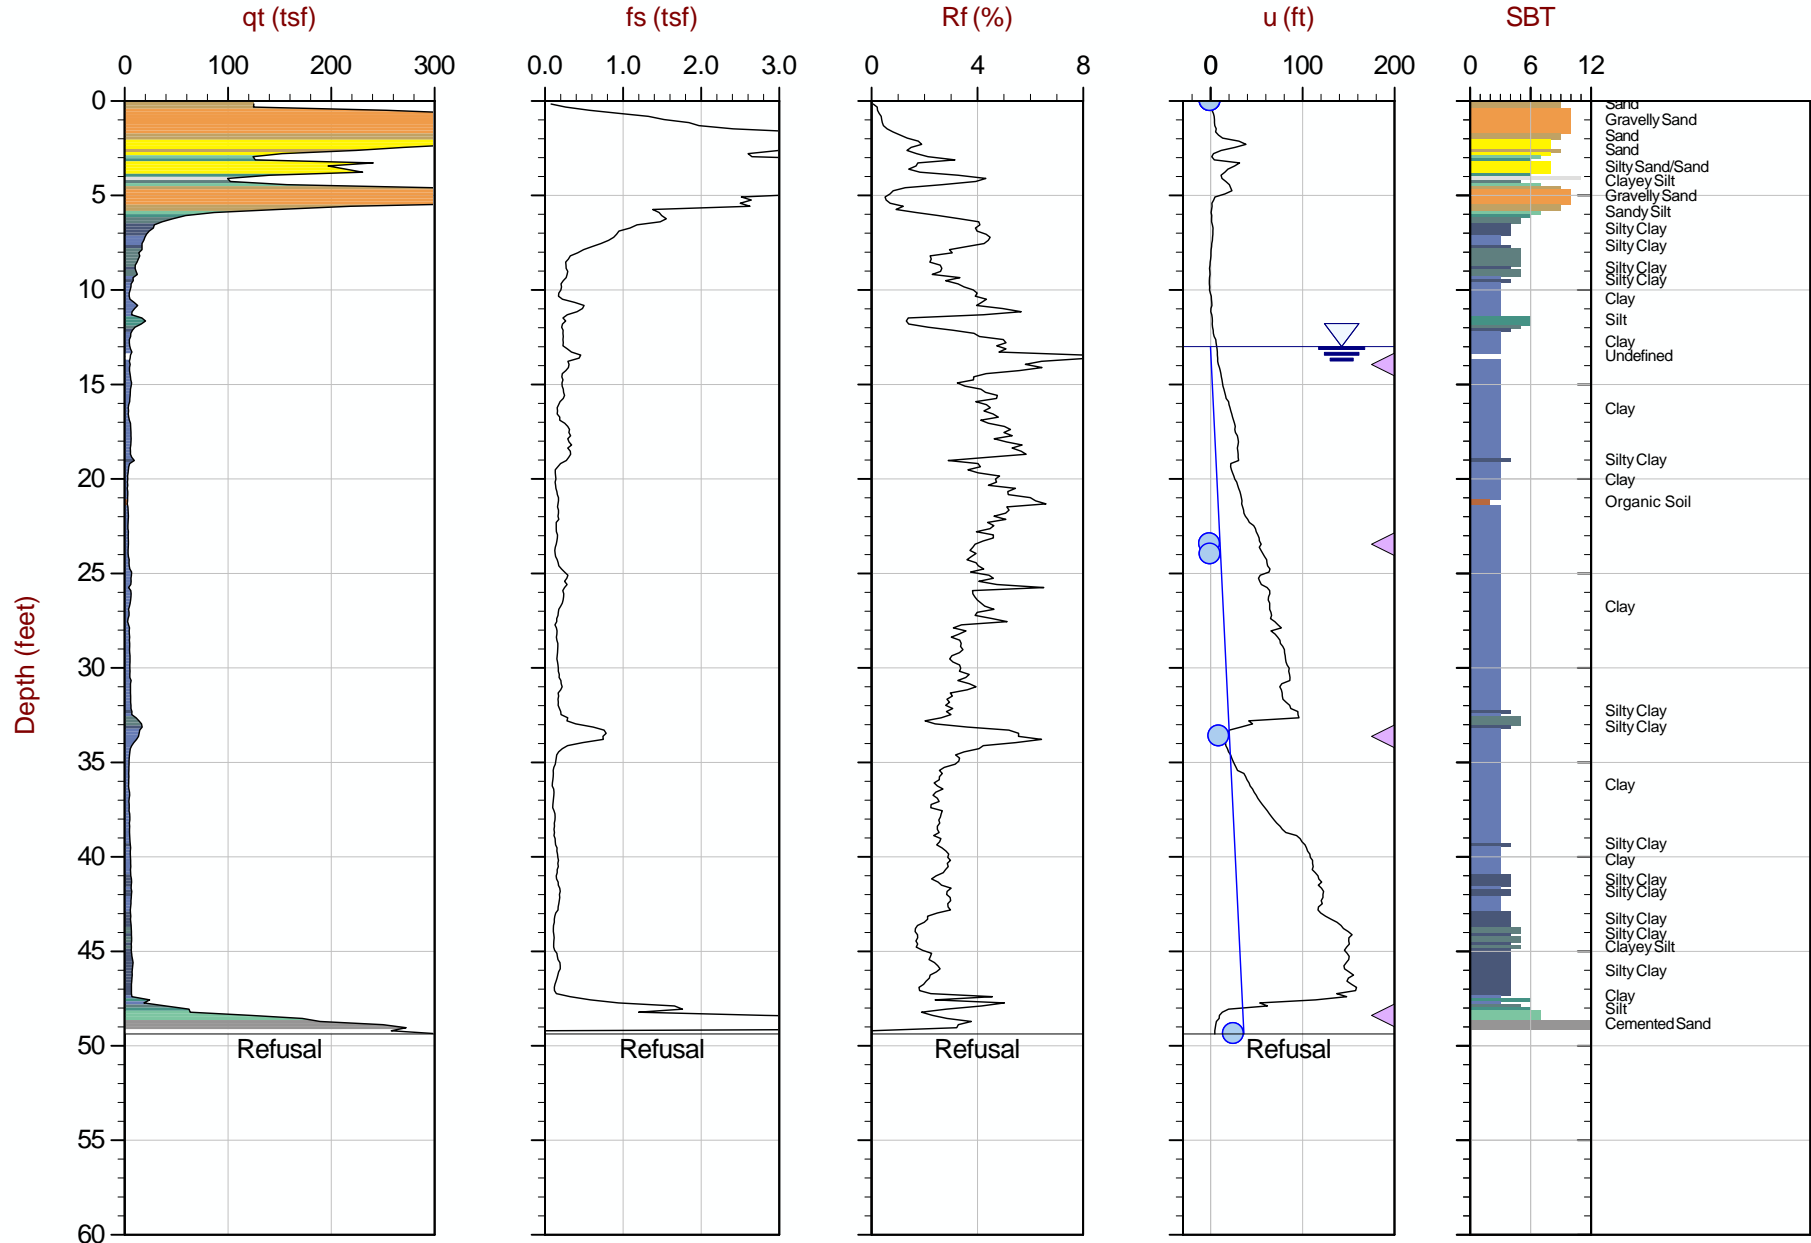 qt (tsf) fs (tsf) Rf (%) u (ft) SBT
0 100 200 300 0.0 1.0 2.0 3.0 0 4 8 0 100 200 0 6 12
Depth (feet)
0
5
10
15
20
25
30
35
40
45
50
55
60
Sand
Gravelly Sand
Sand
Sand
Silty Sand/Sand
Clayey Silt
Gravelly Sand
Sandy Silt
Silty Clay
Silty Clay
Silty Clay
Silty Clay
Clay
Silt
Clay
Undefined
Clay
Silty Clay
Clay
Organic Soil
Clay
Silty Clay
Silty Clay
Clay
Silty Clay
Clay
Silty Clay
Silty Clay
Silty Clay
Silty Clay
Clayey Silt
Silty Clay
Clay
Silt
Cemented Sand
Refusal Refusal Refusal Refusal